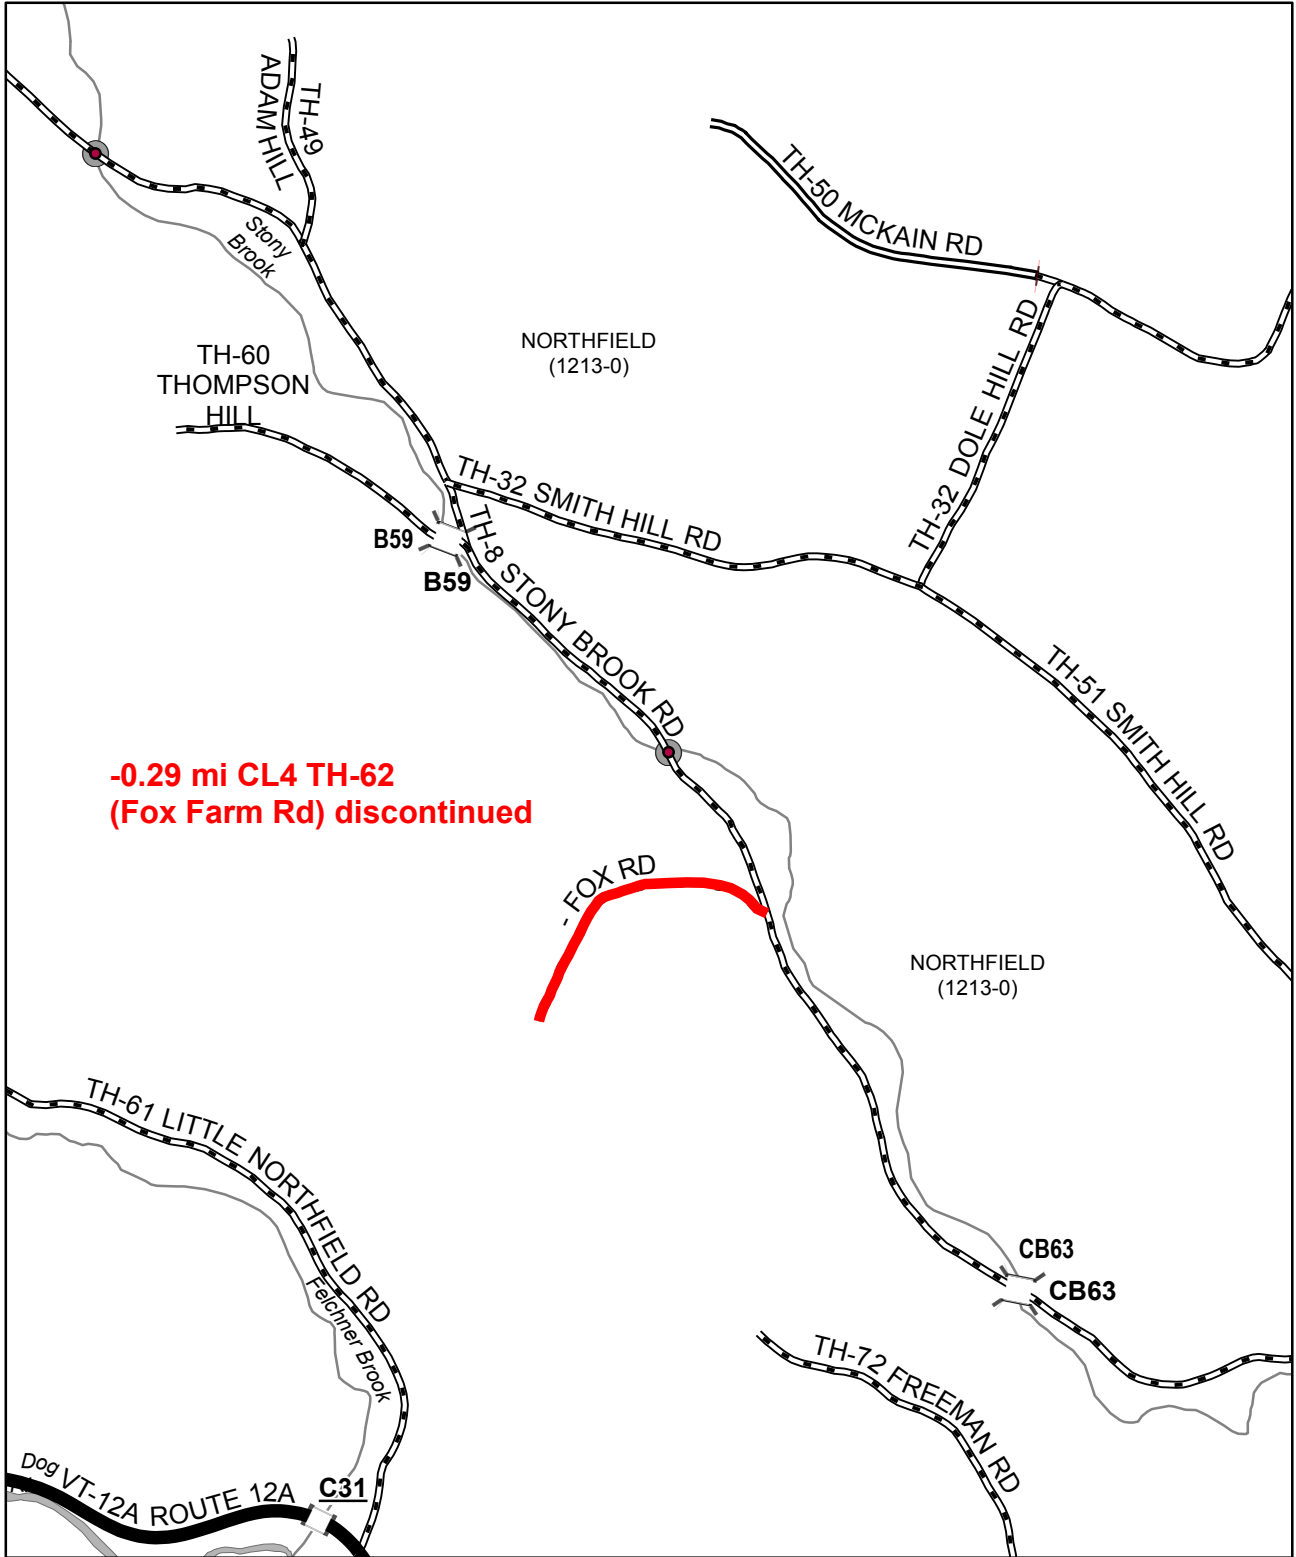 TH-49
ADAM HILL
TH-50 MCKAIN RD
Stony
Brook
NORTHFIELD
(1213-0)
TH-60
THOMPSON
HILL
TH-32 DOLE HILL RD
TH-32 SMITH HILL RD
B59
B59
TH-8 STONY BROOK RD
TH-51 SMITH HILL RD
-0.29 mi CL4 TH-62
(Fox Farm Rd) discontinued
- FOX RD
NORTHFIELD
(1213-0)
TH-61 LITTLE NORTHFIELD RD
Felchner Brook
CB63
CB63
TH-72 FREEMAN RD
Dog
VT-12A ROUTE 12A
C31